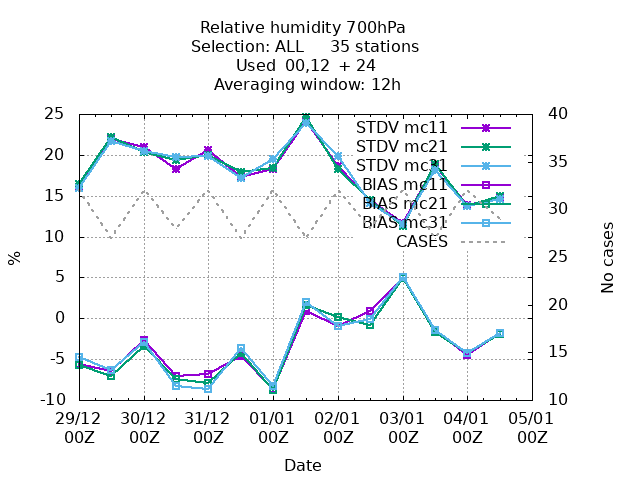 Relative humidity 700hPa
Selection: ALL 35 stations
Used 00,12 + 24
Averaging window: 12h
25
20
15
10
5
0
-5
-10
%
40
35
30
25
20
15
10
No cases
STDV mc11
STDV mc21
STDV mc31
BIAS mc11
BIAS mc21
BIAS mc31
CASES
29/12 30/12 31/12 01/01 02/01 03/01 04/01 05/01
00Z 00Z 00Z 00Z 00Z 00Z 00Z 00Z
Date